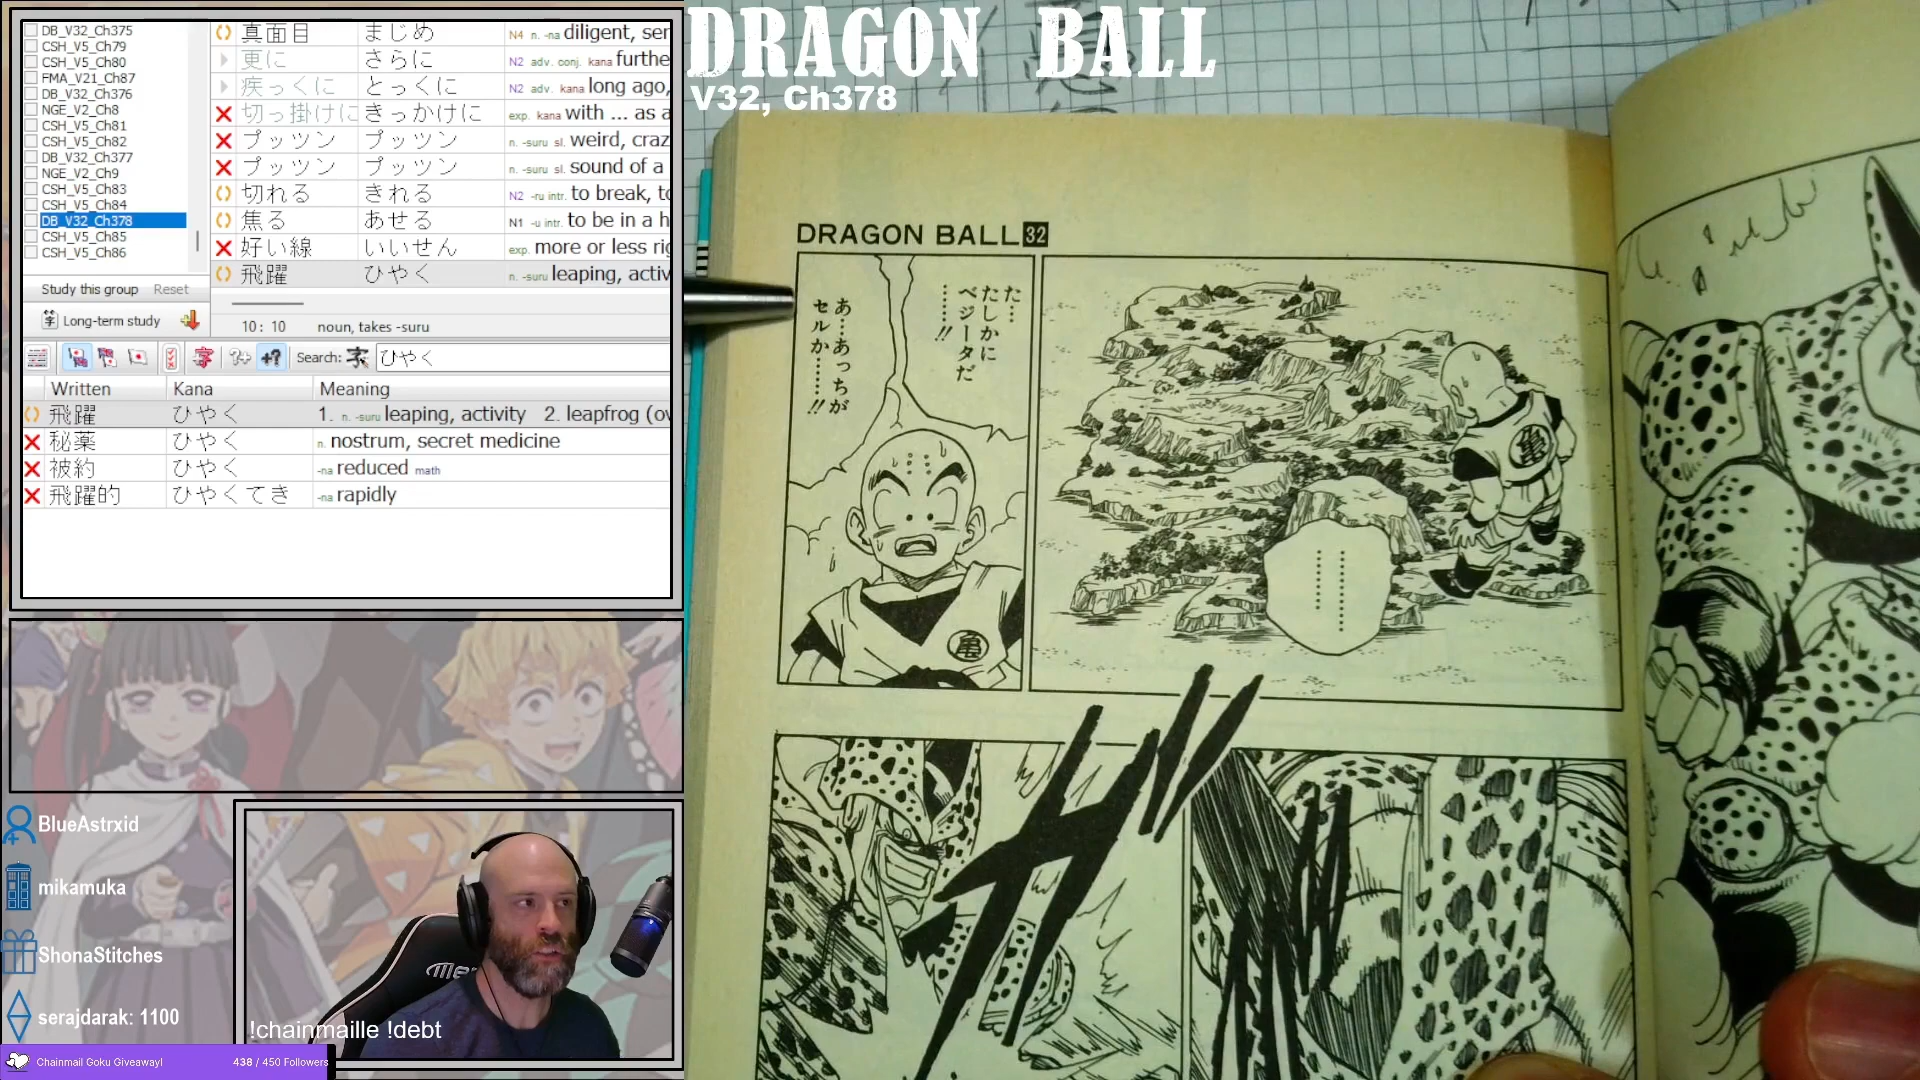 DB_V32_Ch375
CSH_V5_Ch79
CSH_V5_Ch80
FMA_V21_Ch87
DB_V32_Ch376
NGE_V2_Ch8
CSH_V5_Ch81
CSH_V5_Ch82
DB_V32_Ch377
NGE_V2_Ch9
CSH_V5_Ch83
CSH_V5_Ch84
DB_V32_Ch378
CSH_V5_Ch85
CSH_V5_Ch86
Study this group Reset
Long-term study
真面目 まじめ N4 n. -na diligent, ser
更に さらに N2 adv. conj. kana furthe
疾っくに とっくに N2 adv. kana long ago,
切っ掛けに きっかけに exp. kana with ... as a
プッツン プッツン n. -suru sl. weird, craz
プッツン プッツン n. -suru sl. sound of a
切れる きれる N2 -ru intr. to break, to
焦る あせる N1 -u intr. to be in a h
好い線 いいせん exp. more or less rig
飛躍 ひやく n. -suru leaping, activ
10: 10 noun, takes -suru
Search: ひやく
Written Kana Meaning
飛躍 ひやく 1. n. -suru leaping, activity 2. leapfrog (ov
秘薬 ひやく n. nostrum, secret medicine
被約 ひやく -na reduced math
飛躍的 ひやくてき -na rapidly
BlueAstrxid
mikamuka
ShonaStitches
serajdarak: 1100
!chainmaille !debt
Chainmail Goku Giveaway! 438 / 450 Followers
DRAGON BALL
V32, Ch378
DRAGON BALL 32
…………
た…
たしかに
ベジータだ
……!!
あ…あっちが
セルか……!!
亀
亀
ガッ